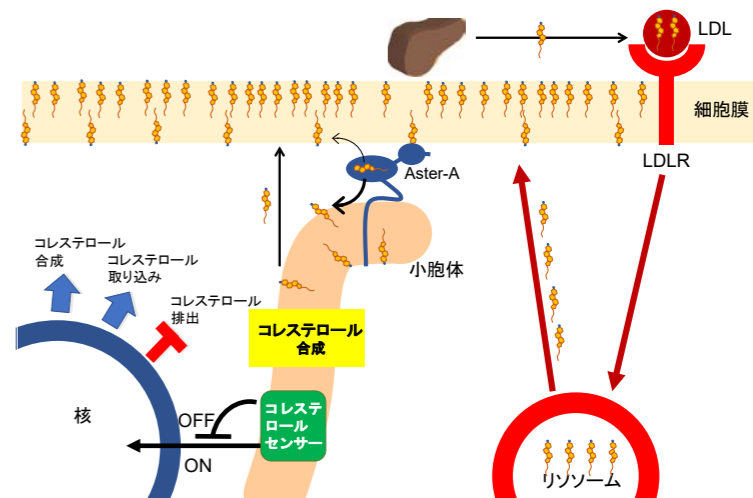 LDL
細胞膜
LDLR
Aster-A
小胞体
コレステロール
合成
コレステロール
取り込み
コレステロール
排出
コレステロール
合成
核
OFF
ON
コレステ
ロール
センサー
リソソーム